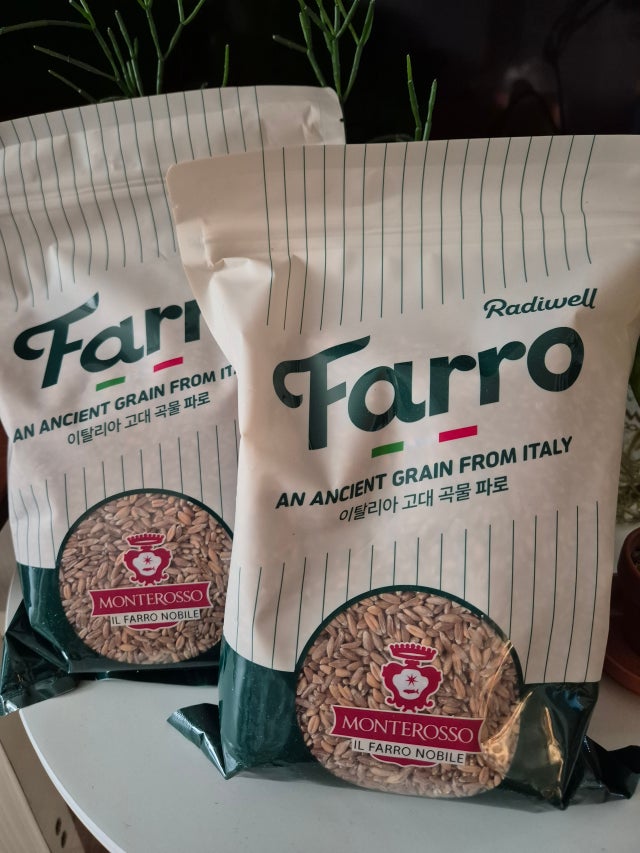 Farr
AN ANCIENT GRAIN FROM IT
이탈리아 고대 곡물 파로
MONTEROSSO
IL FARRO NOBILE
Radiwell
Farro
AN ANCIENT GRAIN FROM ITALY
이탈리아 고대 곡물 파로
MONTEROSSO
IL FARRO NOBILE